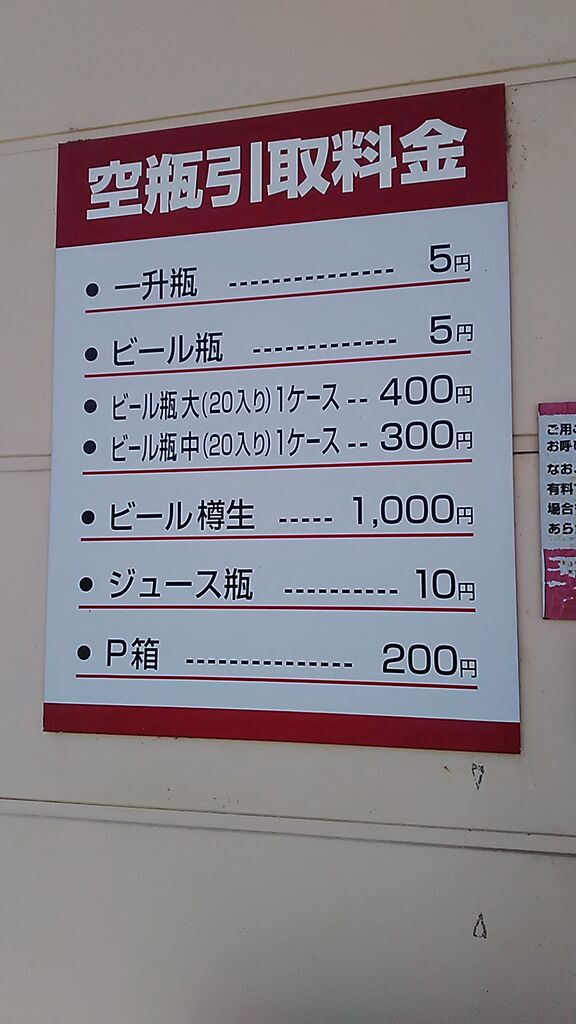 空瓶引取料金
● 一升瓶 --------------- 5円
● ビール瓶 ------------- 5円
● ビール瓶 大(20入り)1ケース -- 400円
● ビール瓶 中(20入り)1ケース -- 300円
● ビール樽生 ----- 1,000円
● ジュース瓶 ---------- 10円
● P箱 --------------- 200円
ご用
お呼
なお、
有料
場合
あら